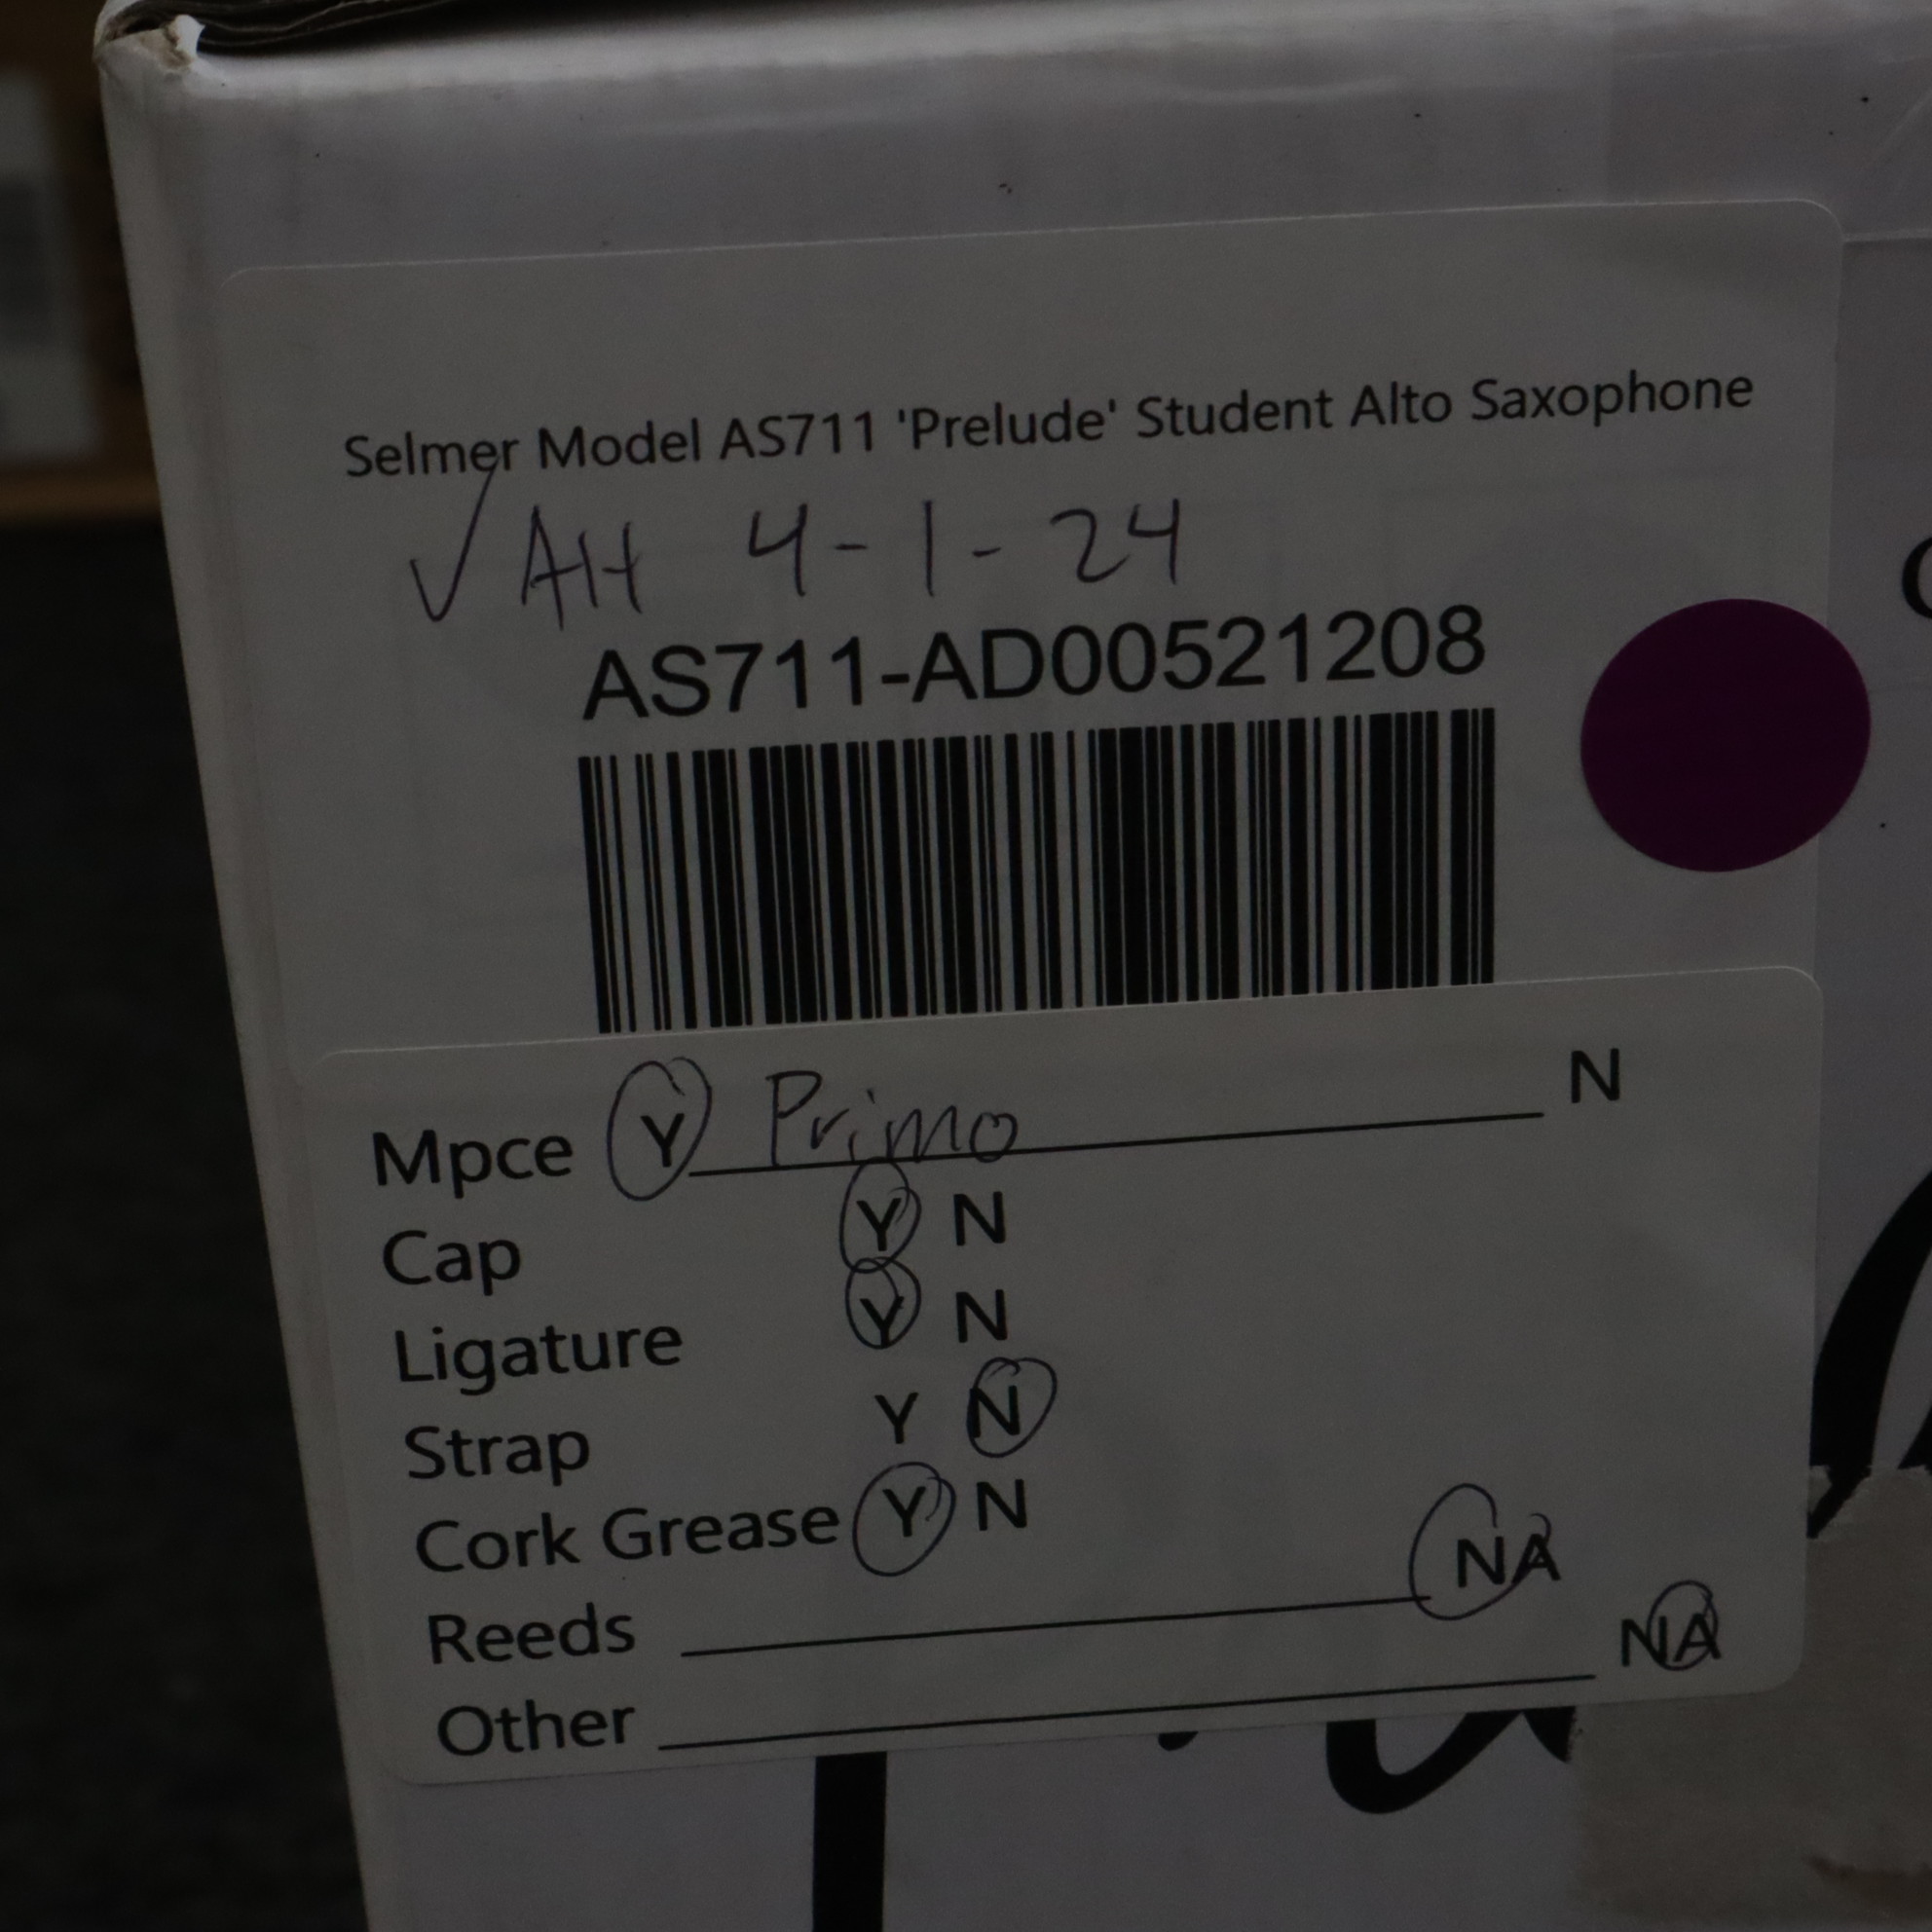 Selmer Model AS711 'Prelude' Student Alto Saxophone
✓ AH 4-1-24
AS711-AD00521208
Mpce Y Primo N
Cap Y N
Ligature Y N
Strap Y N
Cork Grease Y N
Reeds NA
Other NA